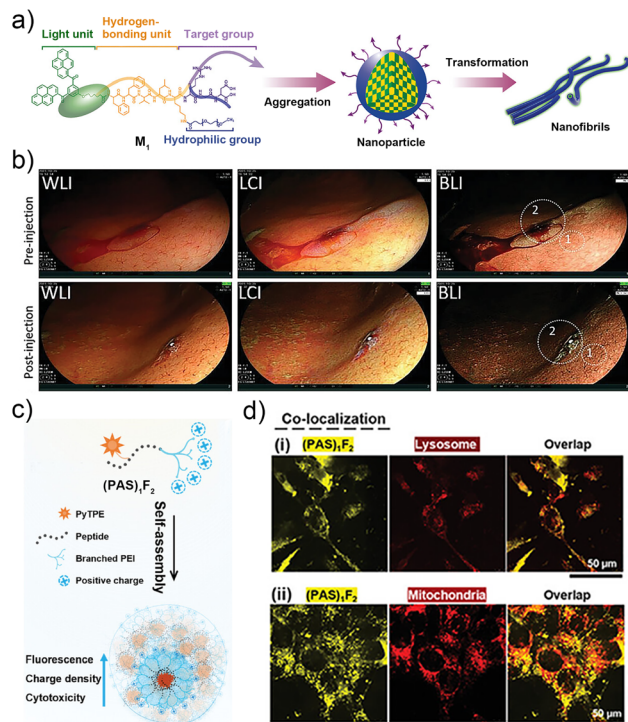 a)
Light unit
Hydrogen-
bonding unit
Target group
M1
Hydrophilic group
Aggregation
Nanoparticle
Transformation
Nanofibrils
b)
Pre-injection
WLI
LCI
BLI
2
1
Post-injection
WLI
LCI
BLI
2
1
c)
(PAS)1F2
PyTPE
Peptide
Branched PEI
Positive charge
Self-assembly
Fluorescence
Charge density
Cytotoxicity
d)
Co-localization
(i)
(PAS)1F2
Lysosome
Overlap
50 µm
(ii)
(PAS)1F2
Mitochondria
Overlap
50 µm